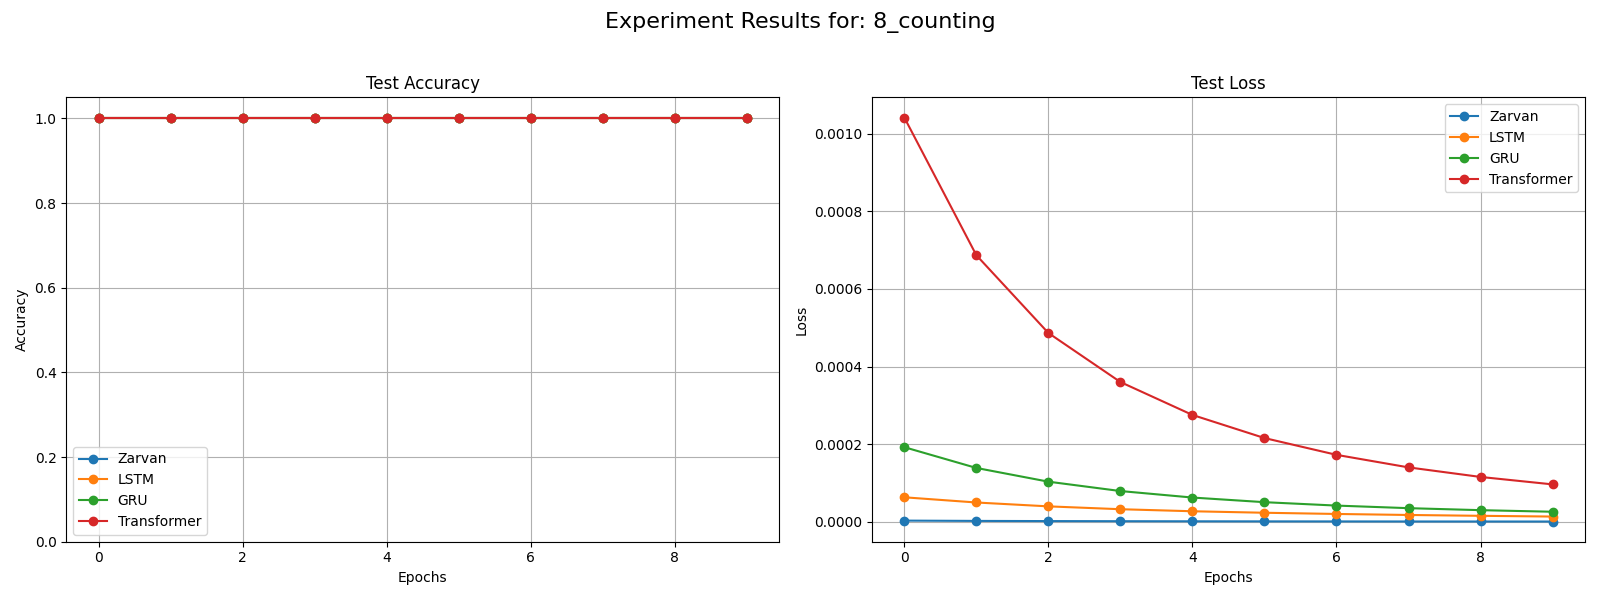 Experiment Results for: 8_counting
Test Accuracy
Accuracy
1.0
0.8
0.6
0.4
0.2
0.0
Zarvan
LSTM
GRU
Transformer
0 2 4 6 8
Epochs
Test Loss
Loss
0.0010
0.0008
0.0006
0.0004
0.0002
0.0000
Zarvan
LSTM
GRU
Transformer
0 2 4 6 8
Epochs